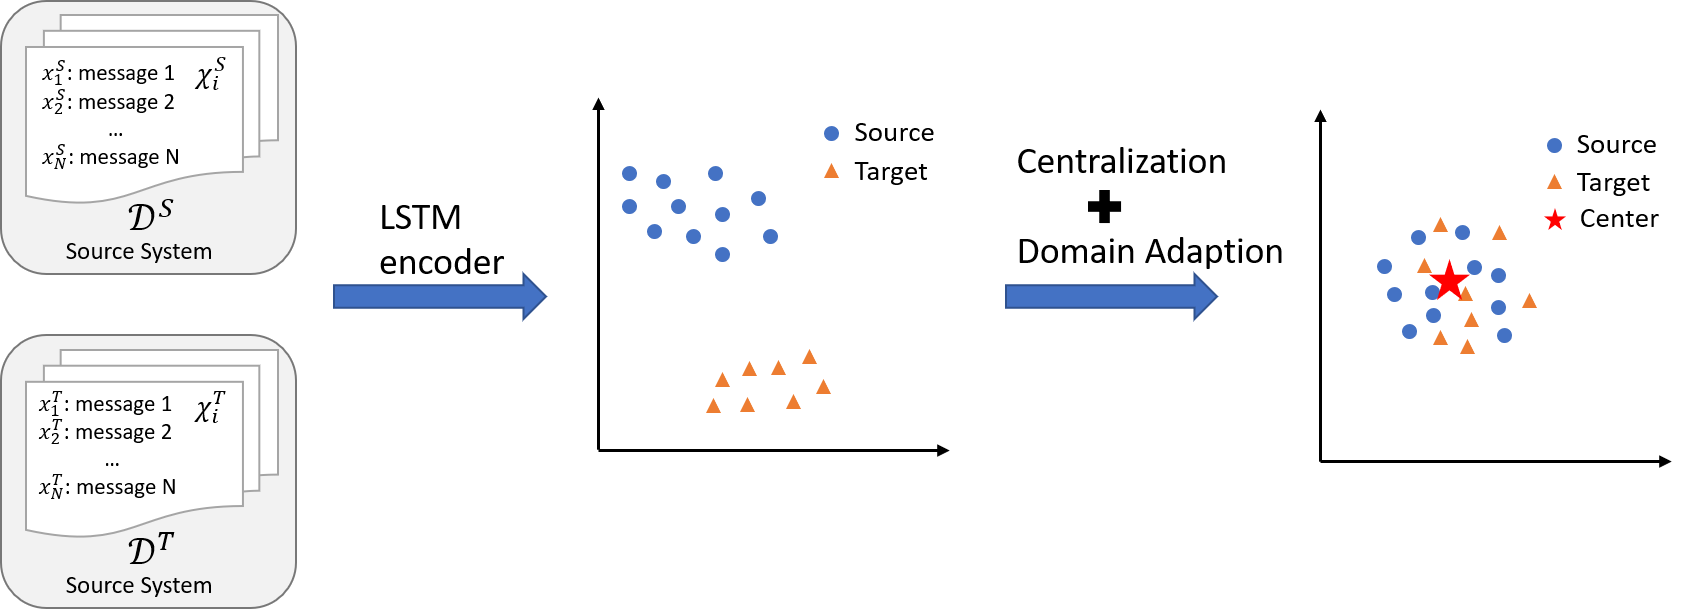 x₁ˢ: message 1
χᵢˢ
x₂ˢ: message 2
...
x_Nˢ: message N
𝒟ˢ
Source System
x₁ᵀ: message 1
χᵢᵀ
x₂ᵀ: message 2
...
x_Nᵀ: message N
𝒟ᵀ
Source System
LSTM
encoder
Source
Target
Centralization
+
Domain Adaption
Source
Target
Center